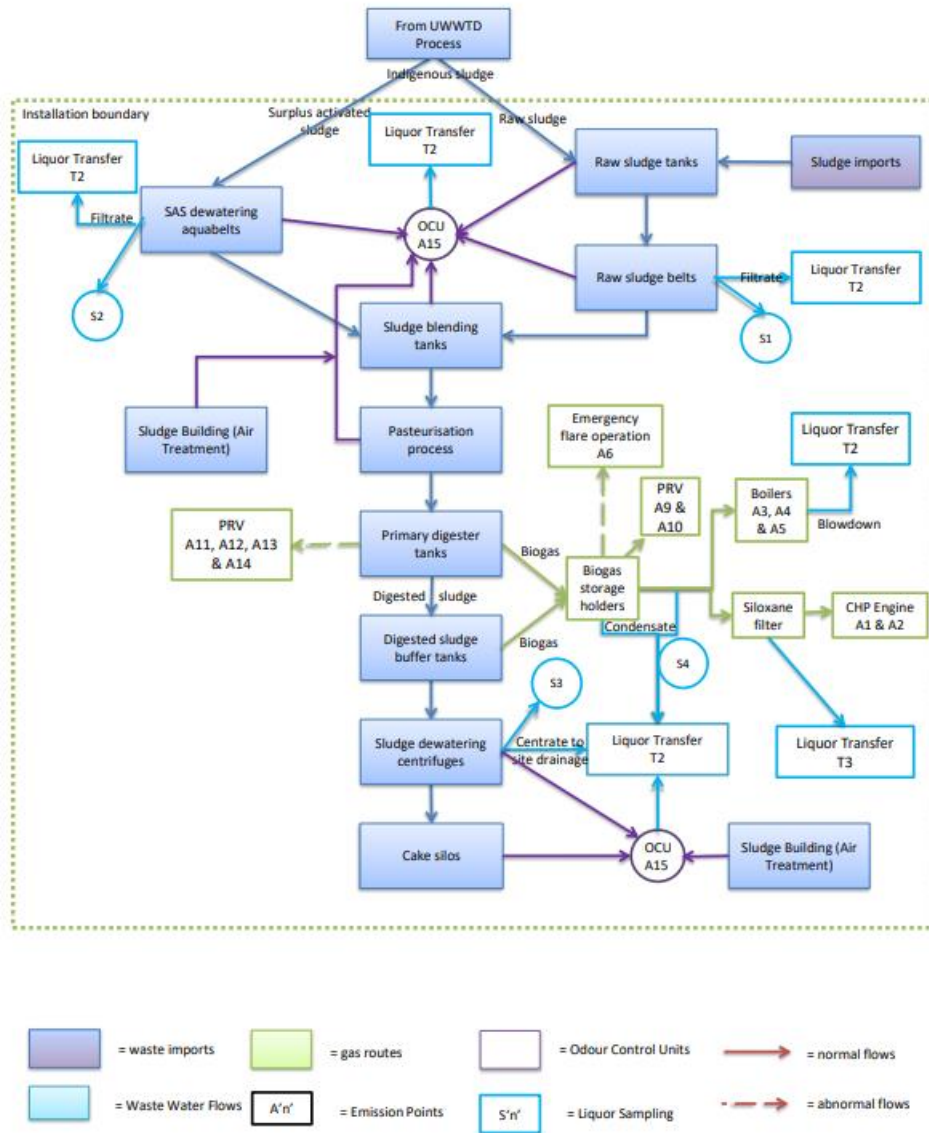 From UWWTD
Process
Indigenous sludge
Installation boundary
Surplus activated
sludge
Raw sludge
Liquor Transfer
T2
Liquor Transfer
T2
Raw sludge tanks
Sludge imports
Filtrate
SAS dewatering
aquabelts
OCU
A15
Raw sludge belts
Filtrate
Liquor Transfer
T2
S2
S1
Sludge blending
tanks
Sludge Building (Air
Treatment)
Pasteurisation
process
Emergency
flare operation
A6
Liquor Transfer
T2
PRV
A9 &
A10
Boilers
A3, A4
& A5
Blowdown
PRV
A11, A12, A13
& A14
Primary digester
tanks
Biogas
Biogas
storage
holders
Siloxane
filter
CHP Engine
A1 & A2
Digested sludge
Condensate
Digested sludge
buffer tanks
Biogas
S4
S3
Sludge dewatering
centrifuges
Centrate to
site drainage
Liquor Transfer
T2
Liquor Transfer
T3
Cake silos
OCU
A15
Sludge Building (Air
Treatment)
= waste imports
= gas routes
= Odour Control Units
= normal flows
= Waste Water Flows
A'n'
= Emission Points
S'n'
= Liquor Sampling
= abnormal flows